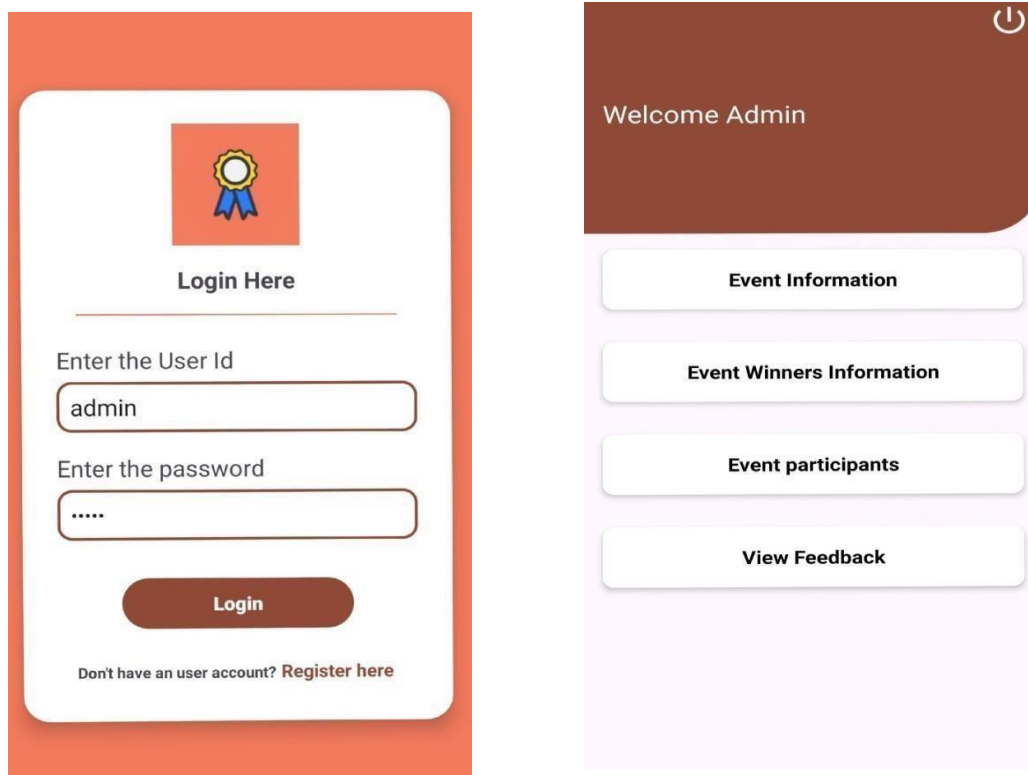 Login Here
Enter the User Id
admin
Enter the password
•••••
Login
Don't have an user account? Register here
Welcome Admin
Event Information
Event Winners Information
Event participants
View Feedback